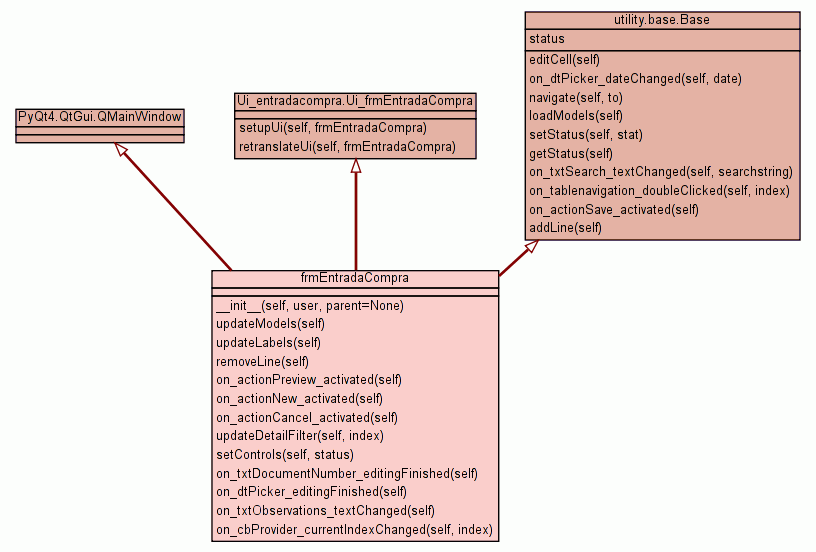 utility.base.Base
status
editCell(self)
on_dtPicker_dateChanged(self, date)
navigate(self, to)
loadModels(self)
setStatus(self, stat)
getStatus(self)
on_txtSearch_textChanged(self, searchstring)
on_tablenavigation_doubleClicked(self, index)
on_actionSave_activated(self)
addLine(self)
Ui_entradacompra.Ui_frmEntradaCompra
setupUi(self, frmEntradaCompra)
retranslateUi(self, frmEntradaCompra)
PyQt4.QtGui.QMainWindow
frmEntradaCompra
__init__(self, user, parent=None)
updateModels(self)
updateLabels(self)
removeLine(self)
on_actionPreview_activated(self)
on_actionNew_activated(self)
on_actionCancel_activated(self)
updateDetailFilter(self, index)
setControls(self, status)
on_txtDocumentNumber_editingFinished(self)
on_dtPicker_editingFinished(self)
on_txtObservations_textChanged(self)
on_cbProvider_currentIndexChanged(self, index)